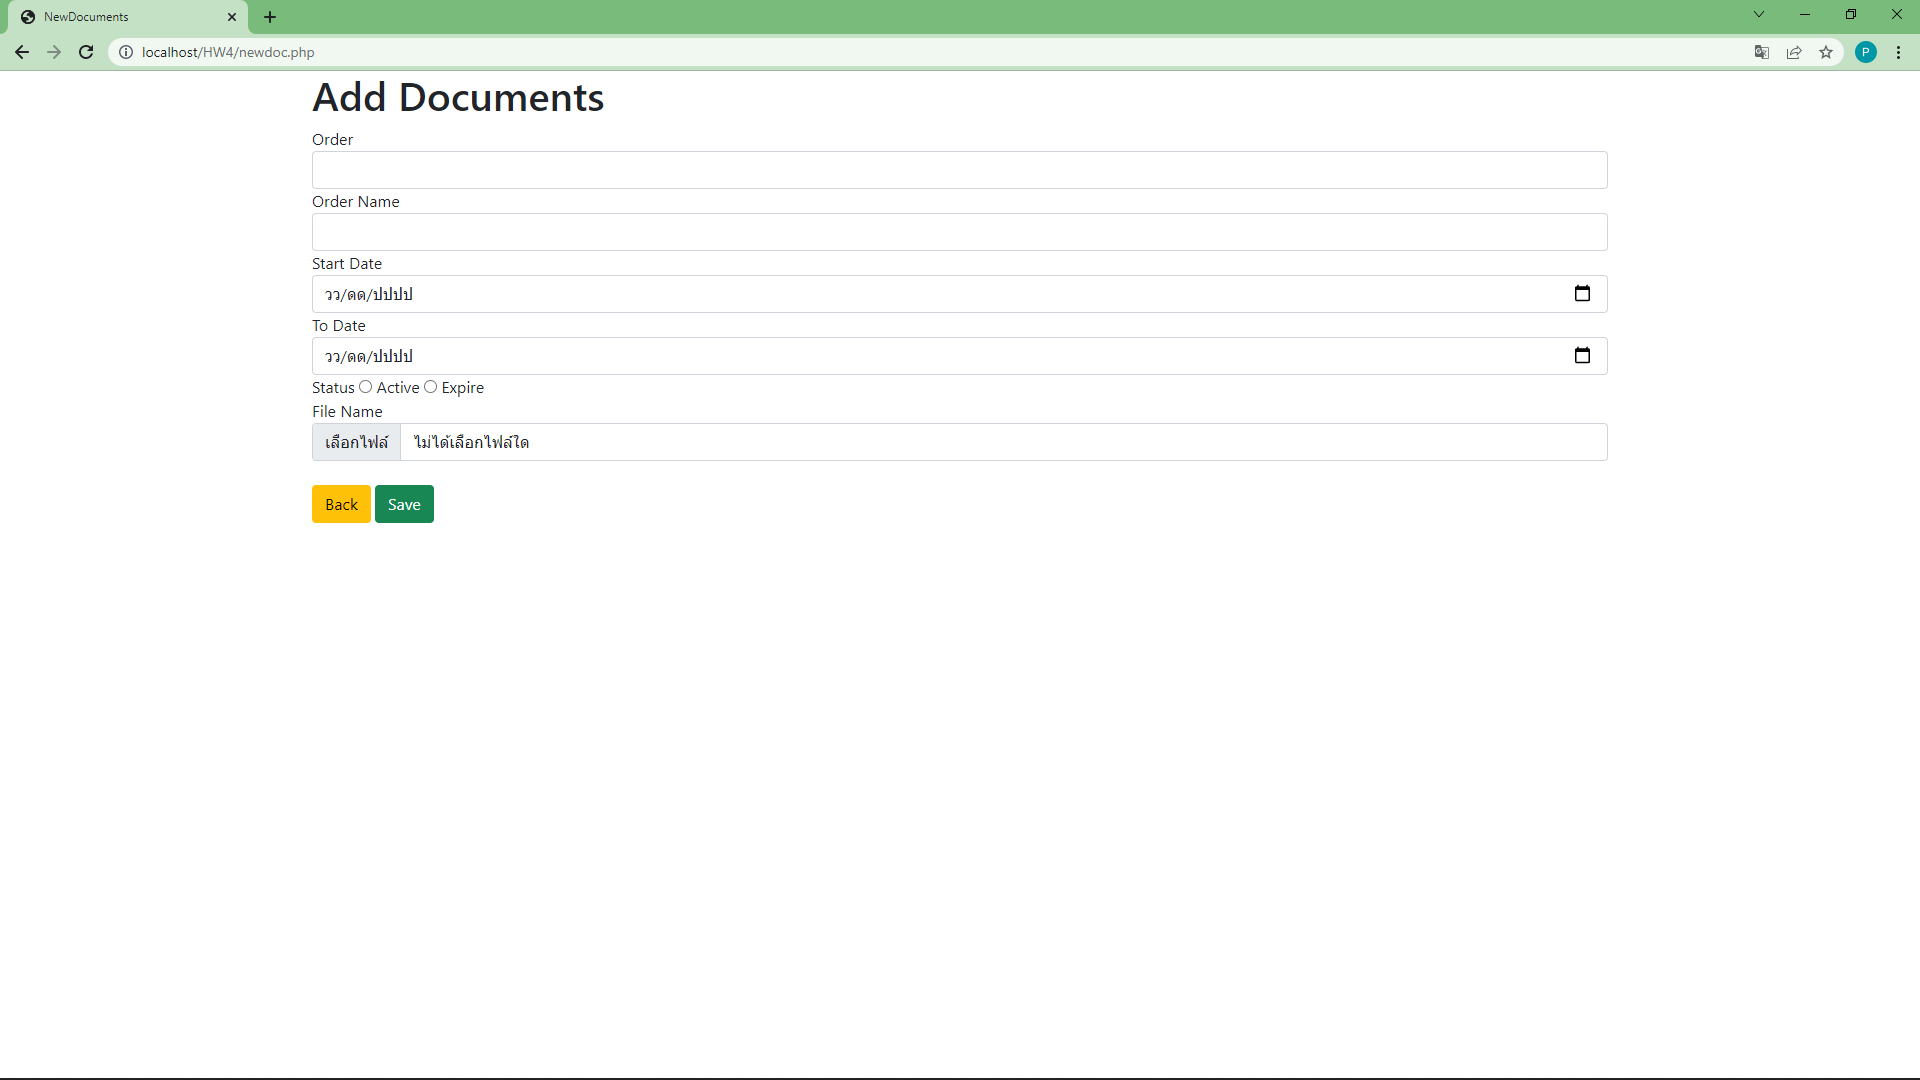 NewDocuments
localhost/HW4/newdoc.php
P
Add Documents
Order
Order Name
Start Date
วว/ดด/ปปปป
To Date
วว/ดด/ปปปป
Status Active Expire
File Name
เลือกไฟล์ ไม่ได้เลือกไฟล์ใด
Back Save